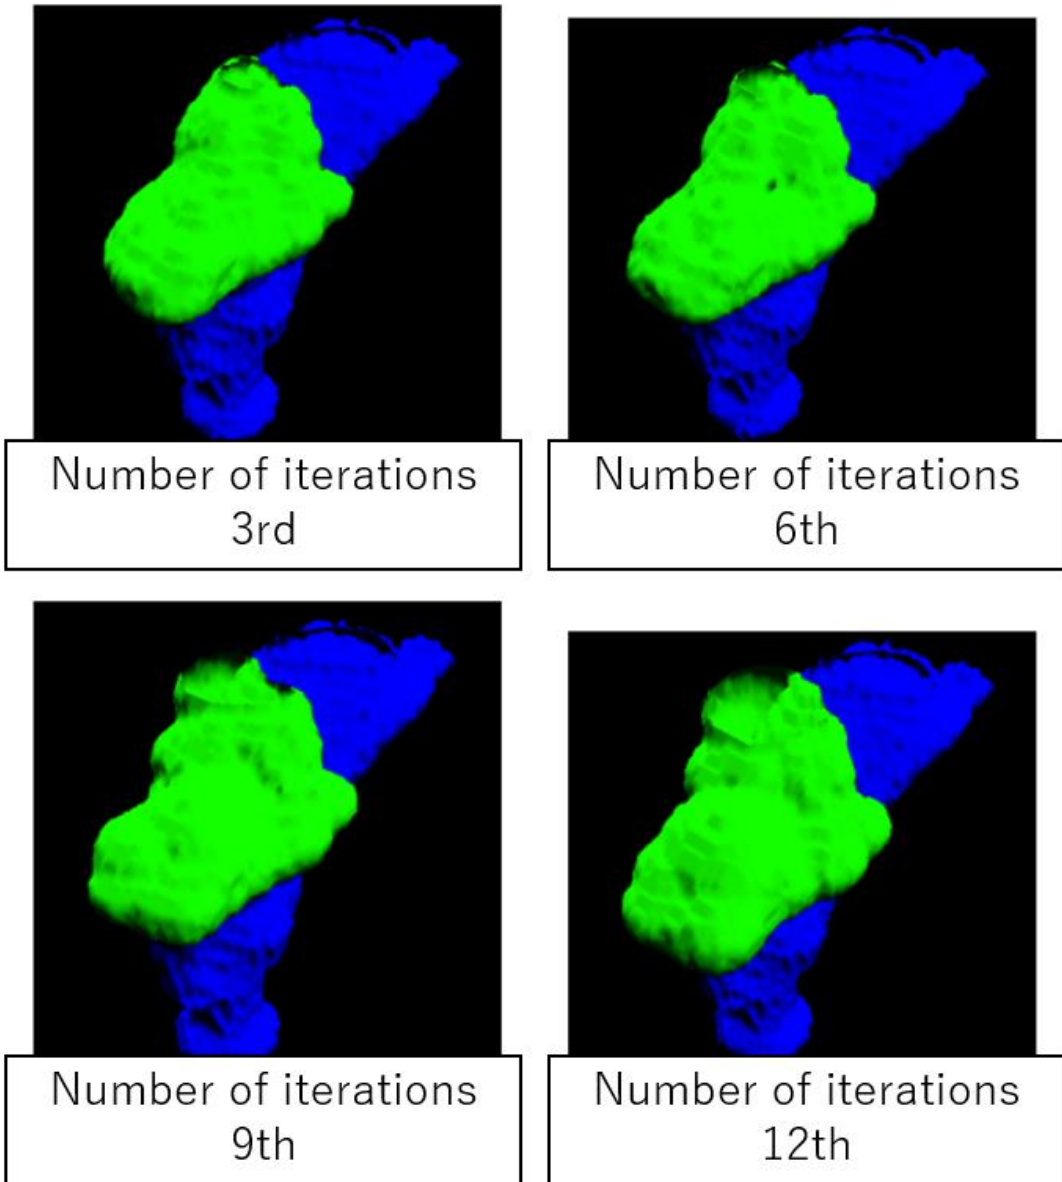 Number of iterations
3rd
Number of iterations
6th
Number of iterations
9th
Number of iterations
12th